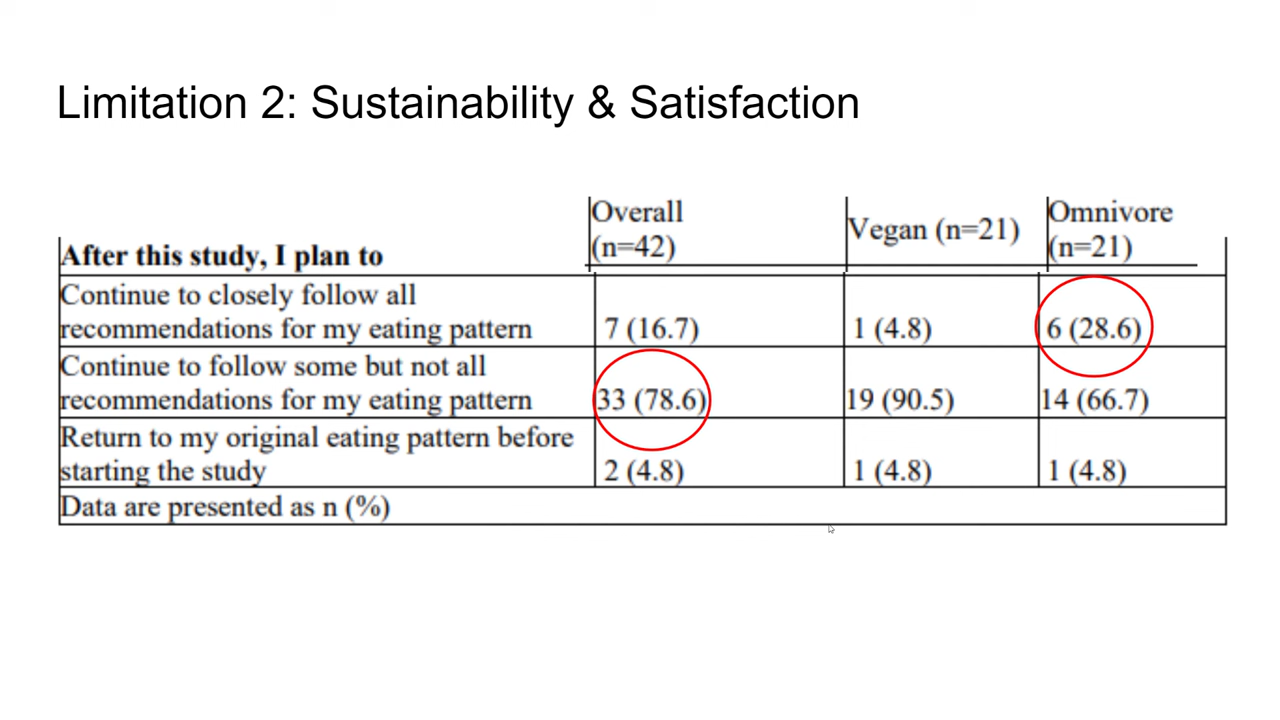 Limitation 2: Sustainability & Satisfaction
Overall
(n=42)
Vegan (n=21)
Omnivore
(n=21)
After this study, I plan to
Continue to closely follow all
recommendations for my eating pattern
7 (16.7)
1 (4.8)
6 (28.6)
Continue to follow some but not all
recommendations for my eating pattern
33 (78.6)
19 (90.5)
14 (66.7)
Return to my original eating pattern before
starting the study
2 (4.8)
1 (4.8)
1 (4.8)
Data are presented as n (%)